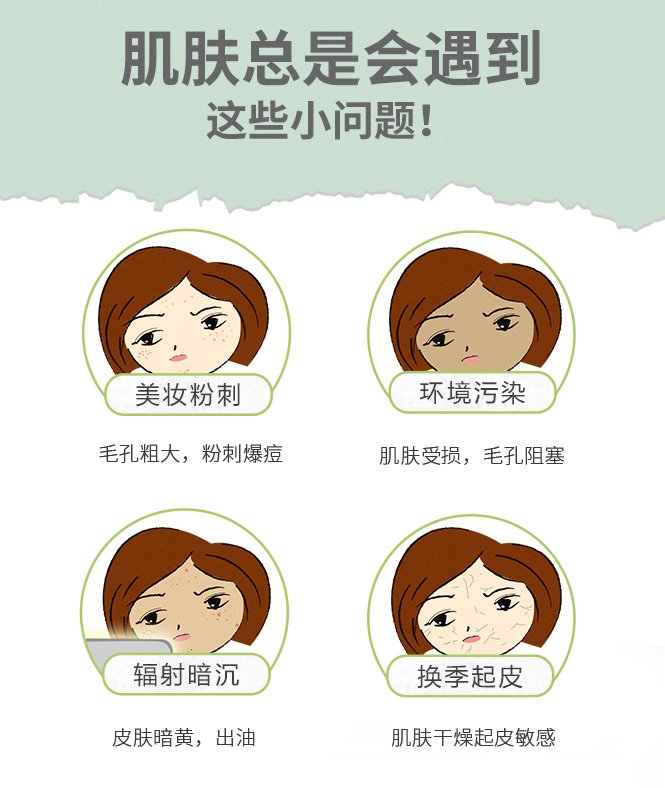 肌肤总是会遇到
这些小问题！
美妆粉刺
环境污染
毛孔粗大，粉刺爆痘
肌肤受损，毛孔阻塞
辐射暗沉
换季起皮
皮肤暗黄，出油
肌肤干燥起皮敏感